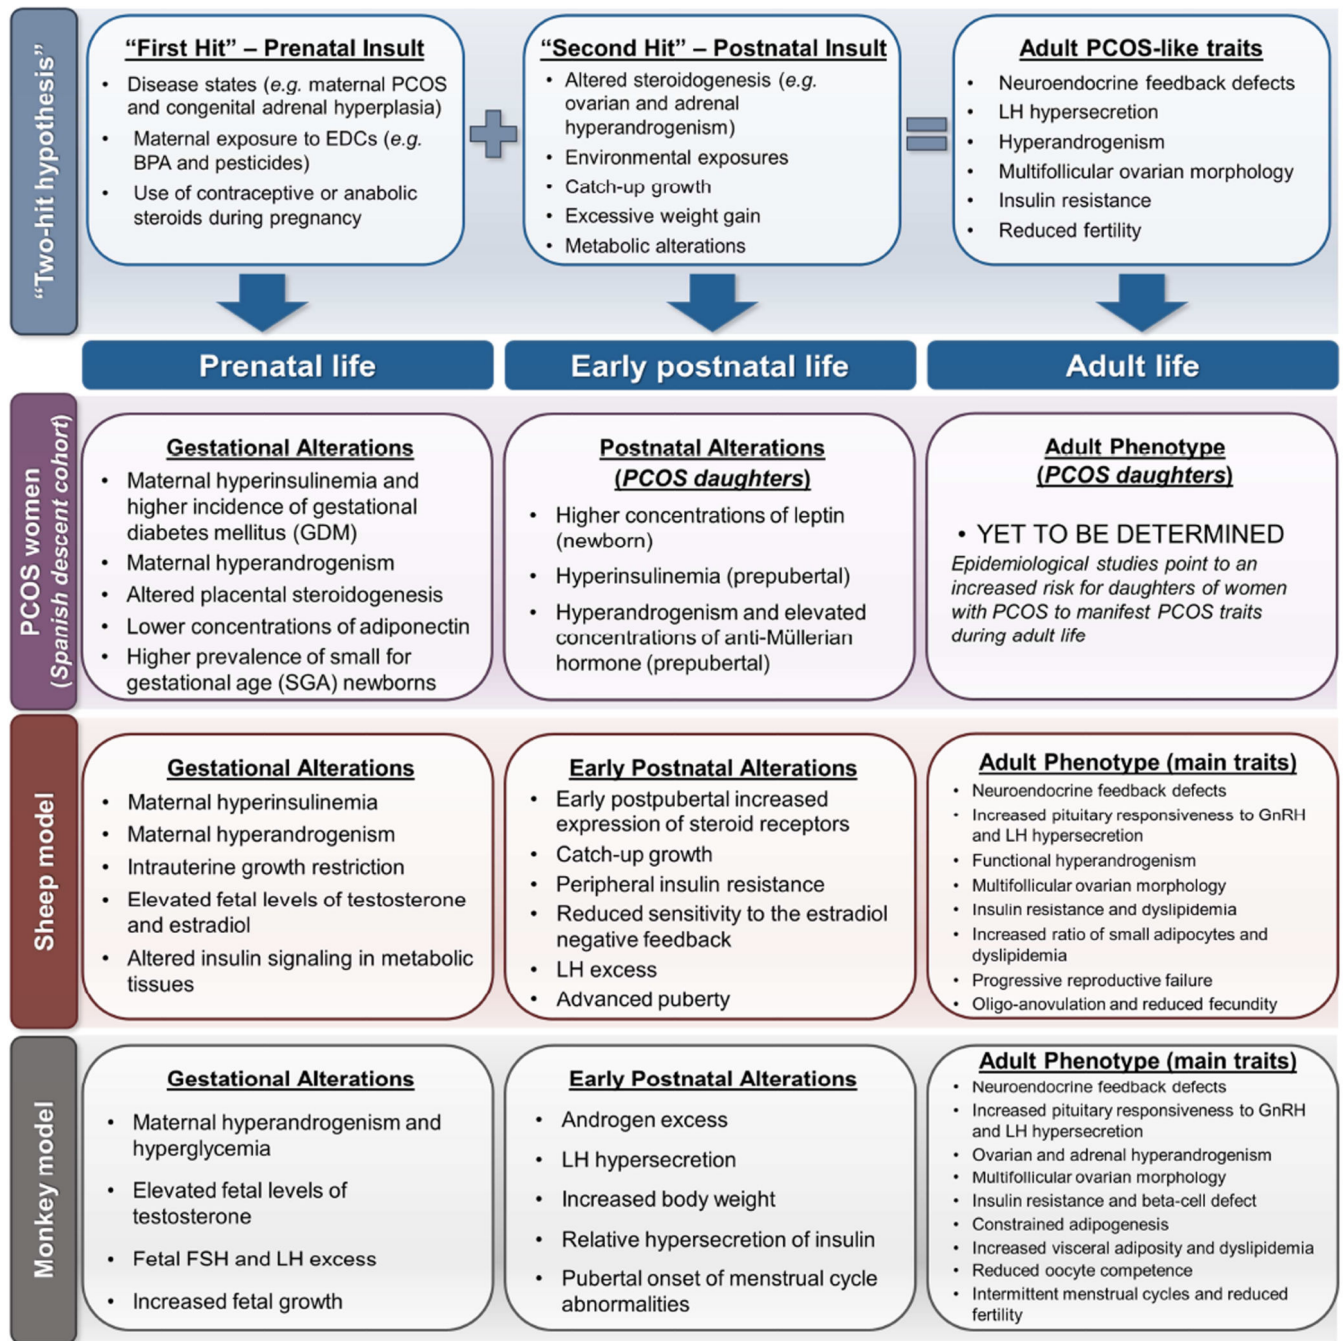 “Two-hit hypothesis”
“First Hit” – Prenatal Insult
• Disease states (e.g. maternal PCOS
and congenital adrenal hyperplasia)
• Maternal exposure to EDCs (e.g.
BPA and pesticides)
• Use of contraceptive or anabolic
steroids during pregnancy
“Second Hit” – Postnatal Insult
• Altered steroidogenesis (e.g.
ovarian and adrenal
hyperandrogenism)
• Environmental exposures
• Catch-up growth
• Excessive weight gain
• Metabolic alterations
Adult PCOS-like traits
• Neuroendocrine feedback defects
• LH hypersecretion
• Hyperandrogenism
• Multifollicular ovarian morphology
• Insulin resistance
• Reduced fertility
Prenatal life
Early postnatal life
Adult life
PCOS women
(Spanish descent cohort)
Gestational Alterations
• Maternal hyperinsulinemia and
higher incidence of gestational
diabetes mellitus (GDM)
• Maternal hyperandrogenism
• Altered placental steroidogenesis
• Lower concentrations of adiponectin
• Higher prevalence of small for
gestational age (SGA) newborns
Postnatal Alterations
(PCOS daughters)
• Higher concentrations of leptin
(newborn)
• Hyperinsulinemia (prepubertal)
• Hyperandrogenism and elevated
concentrations of anti-Müllerian
hormone (prepubertal)
Adult Phenotype
(PCOS daughters)
• YET TO BE DETERMINED
Epidemiological studies point to an
increased risk for daughters of women
with PCOS to manifest PCOS traits
during adult life
Sheep model
Gestational Alterations
• Maternal hyperinsulinemia
• Maternal hyperandrogenism
• Intrauterine growth restriction
• Elevated fetal levels of testosterone
and estradiol
• Altered insulin signaling in metabolic
tissues
Early Postnatal Alterations
• Early postpubertal increased
expression of steroid receptors
• Catch-up growth
• Peripheral insulin resistance
• Reduced sensitivity to the estradiol
negative feedback
• LH excess
• Advanced puberty
Adult Phenotype (main traits)
• Neuroendocrine feedback defects
• Increased pituitary responsiveness to GnRH
and LH hypersecretion
• Functional hyperandrogenism
• Multifollicular ovarian morphology
• Insulin resistance and dyslipidemia
• Increased ratio of small adipocytes and
dyslipidemia
• Progressive reproductive failure
• Oligo-anovulation and reduced fecundity
Monkey model
Gestational Alterations
• Maternal hyperandrogenism and
hyperglycemia
• Elevated fetal levels of
testosterone
• Fetal FSH and LH excess
• Increased fetal growth
Early Postnatal Alterations
• Androgen excess
• LH hypersecretion
• Increased body weight
• Relative hypersecretion of insulin
• Pubertal onset of menstrual cycle
abnormalities
Adult Phenotype (main traits)
• Neuroendocrine feedback defects
• Increased pituitary responsiveness to GnRH
and LH hypersecretion
• Ovarian and adrenal hyperandrogenism
• Multifollicular ovarian morphology
• Insulin resistance and beta-cell defect
• Constrained adipogenesis
• Increased visceral adiposity and dyslipidemia
• Reduced oocyte competence
• Intermittent menstrual cycles and reduced
fertility